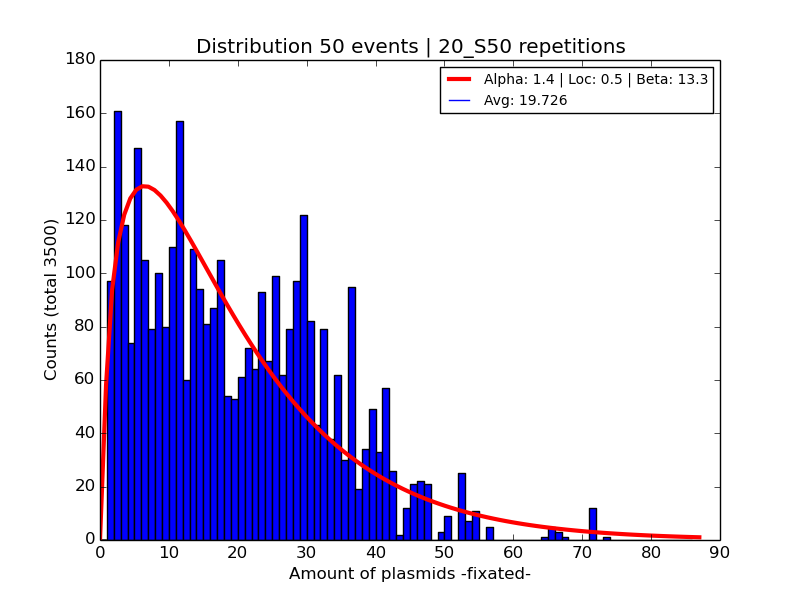 Distribution 50 events | 20_S50 repetitions
Alpha: 1.4 | Loc: 0.5 | Beta: 13.3
Avg: 19.726
180
160
140
120
100
80
60
40
20
0
Counts (total 3500)
0 10 20 30 40 50 60 70 80 90
Amount of plasmids -fixated-